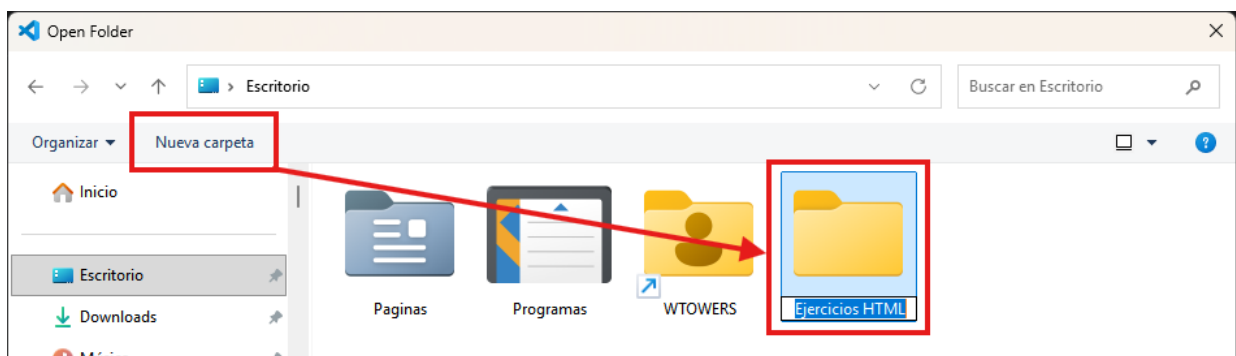 Open Folder
Escritorio
Buscar en Escritorio
Organizar
Nueva carpeta
Inicio
Escritorio
Downloads
Paginas
Programas
WTOWERS
Ejercicios HTML